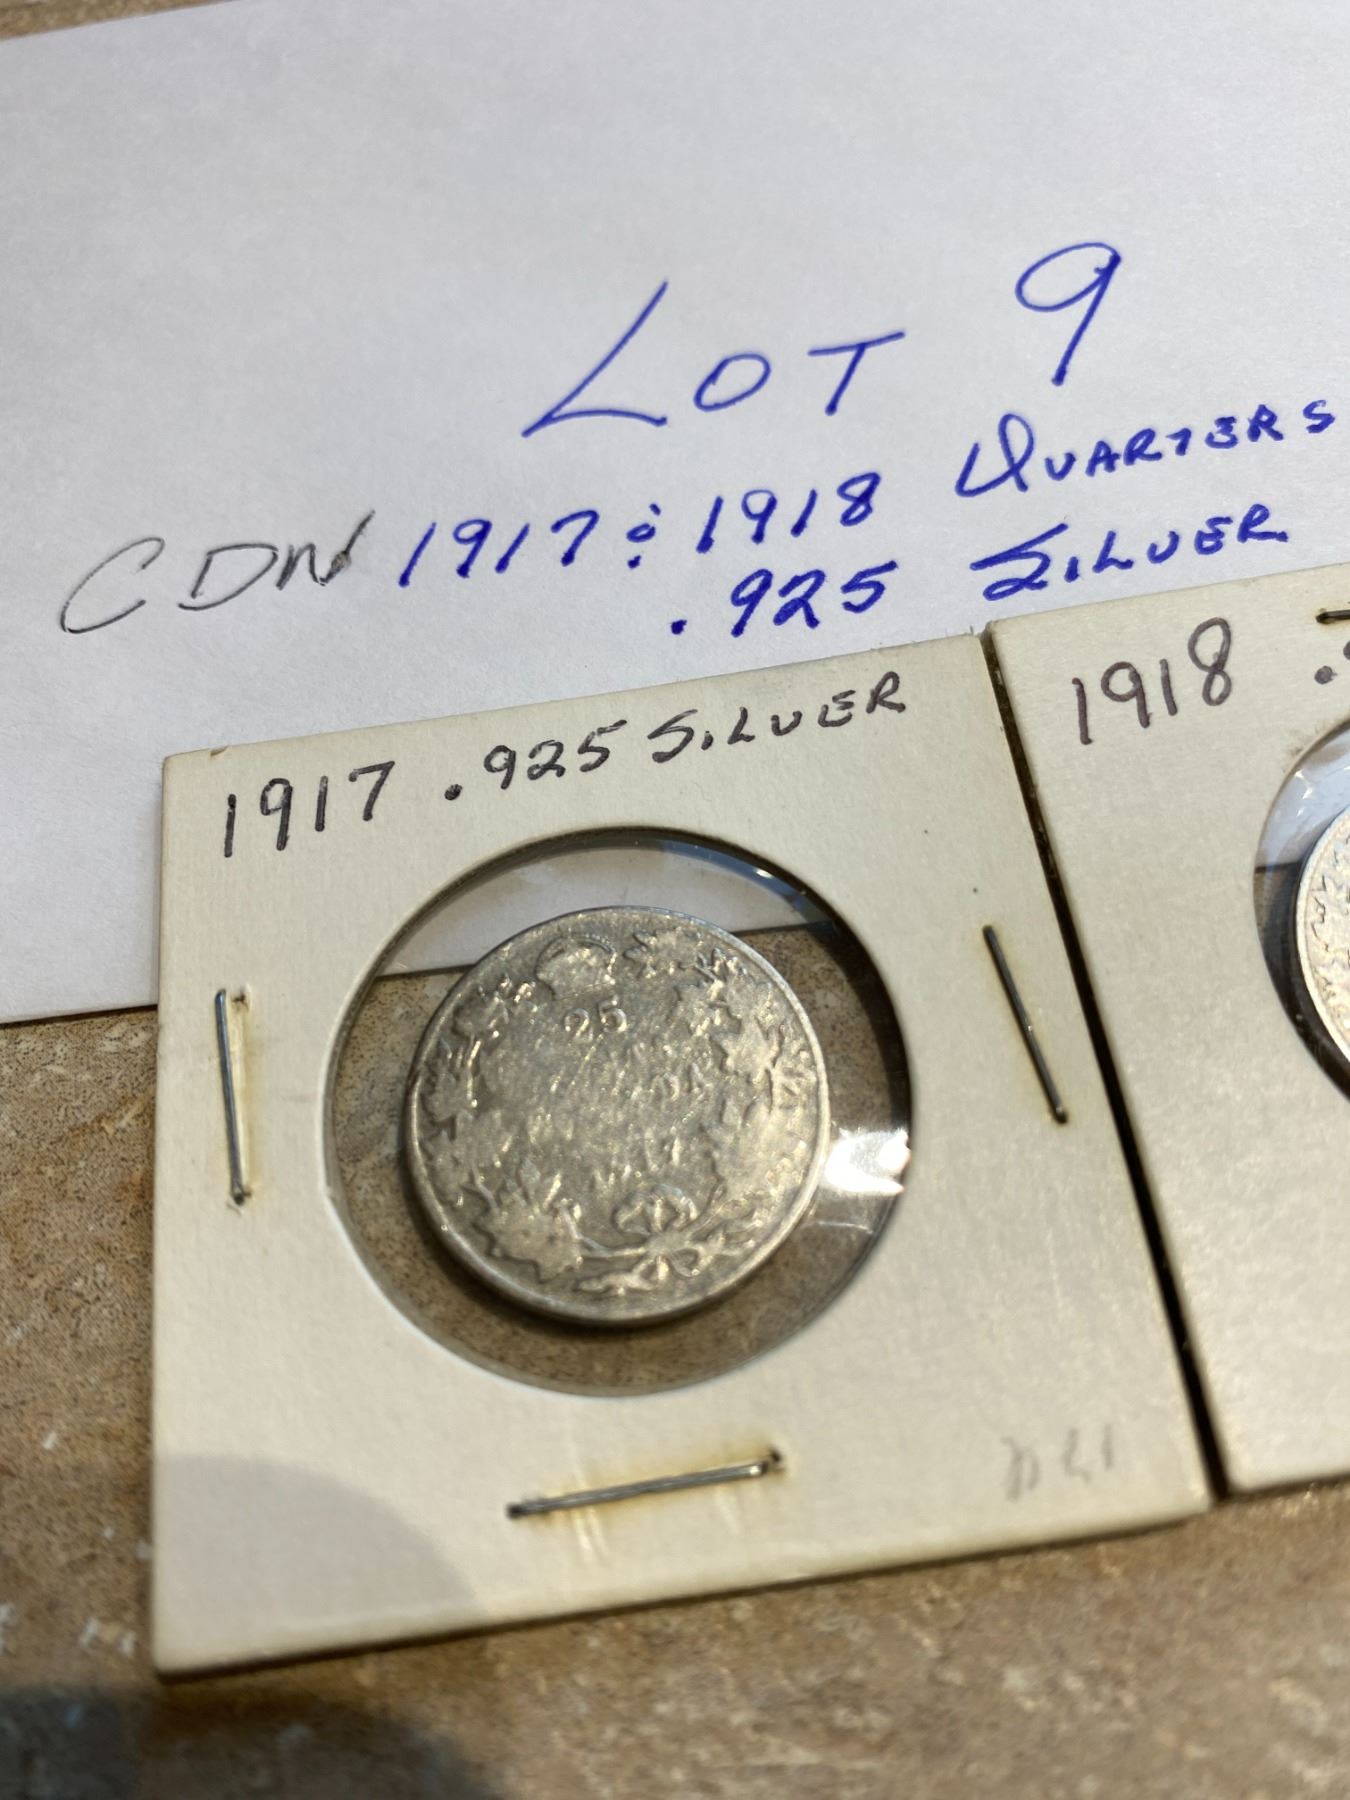 LOT 9
CDN 1917 & 1918 QUARTERS
.925 SILVER
1917 .925 SILVER
1918
25